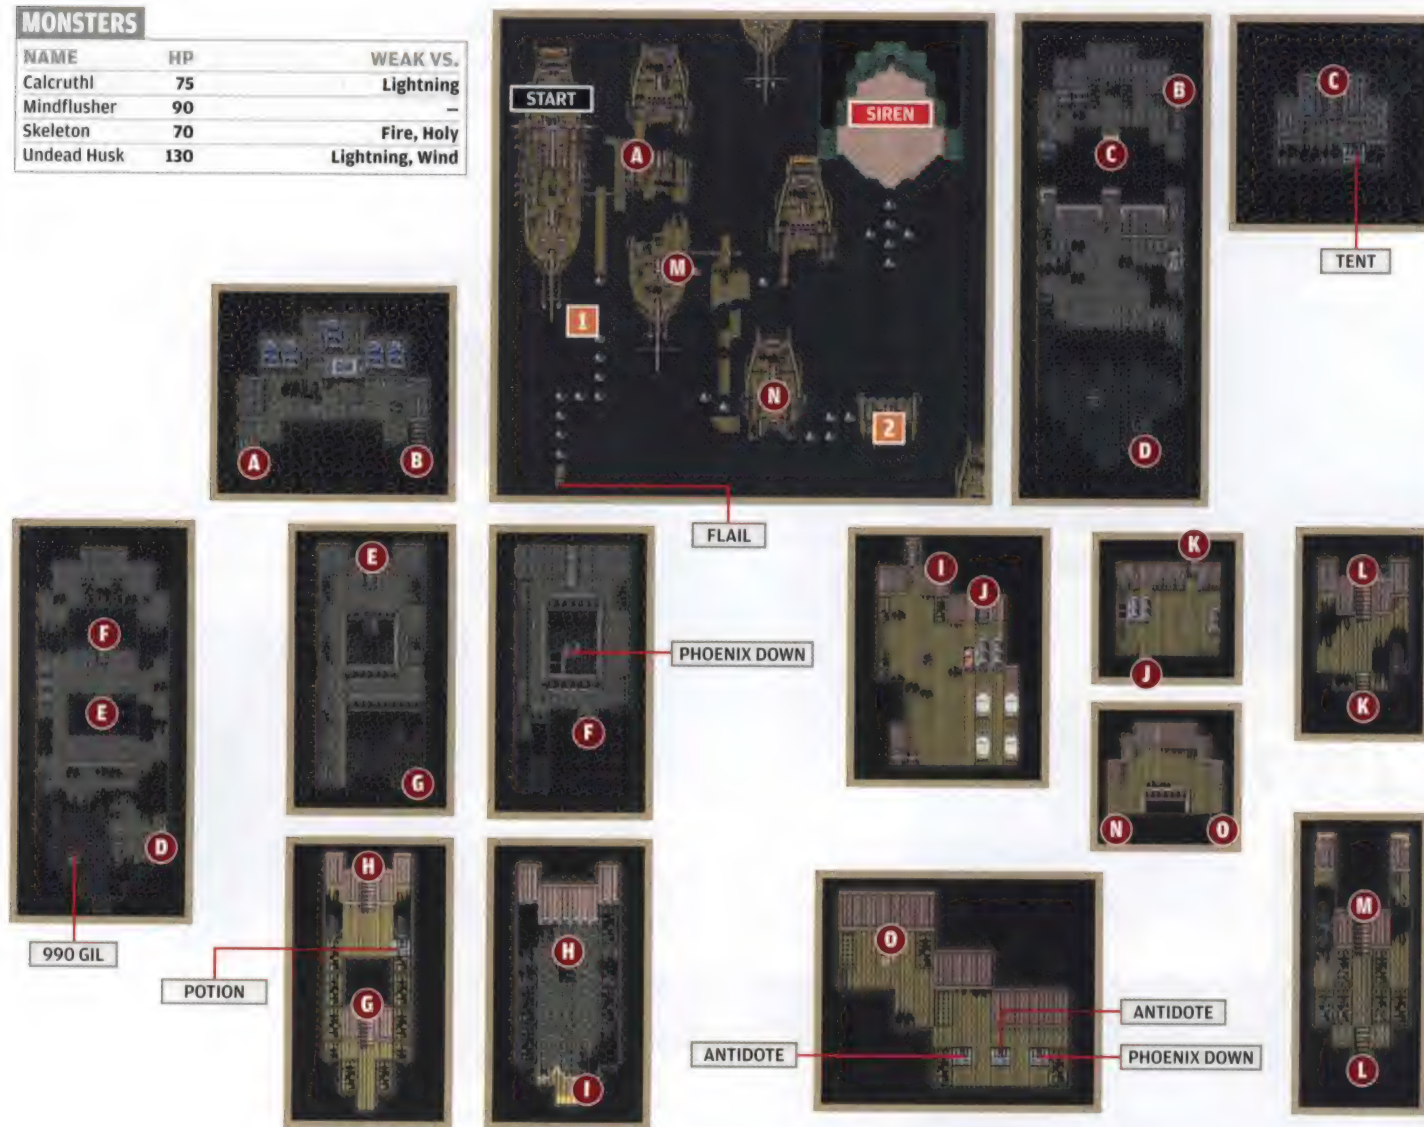 MONSTERS
NAME HP WEAK VS.
Calcruthl 75 Lightning
Mindflusher 90 –
Skeleton 70 Fire, Holy
Undead Husk 130 Lightning, Wind
START
SIREN
A
M
1
N
2
FLAIL
B
C
D
C
TENT
A
B
F
E
D
990 GIL
E
G
F
PHOENIX DOWN
I
J
K
J
L
K
N
O
H
G
POTION
H
I
O
ANTIDOTE
ANTIDOTE
PHOENIX DOWN
M
L